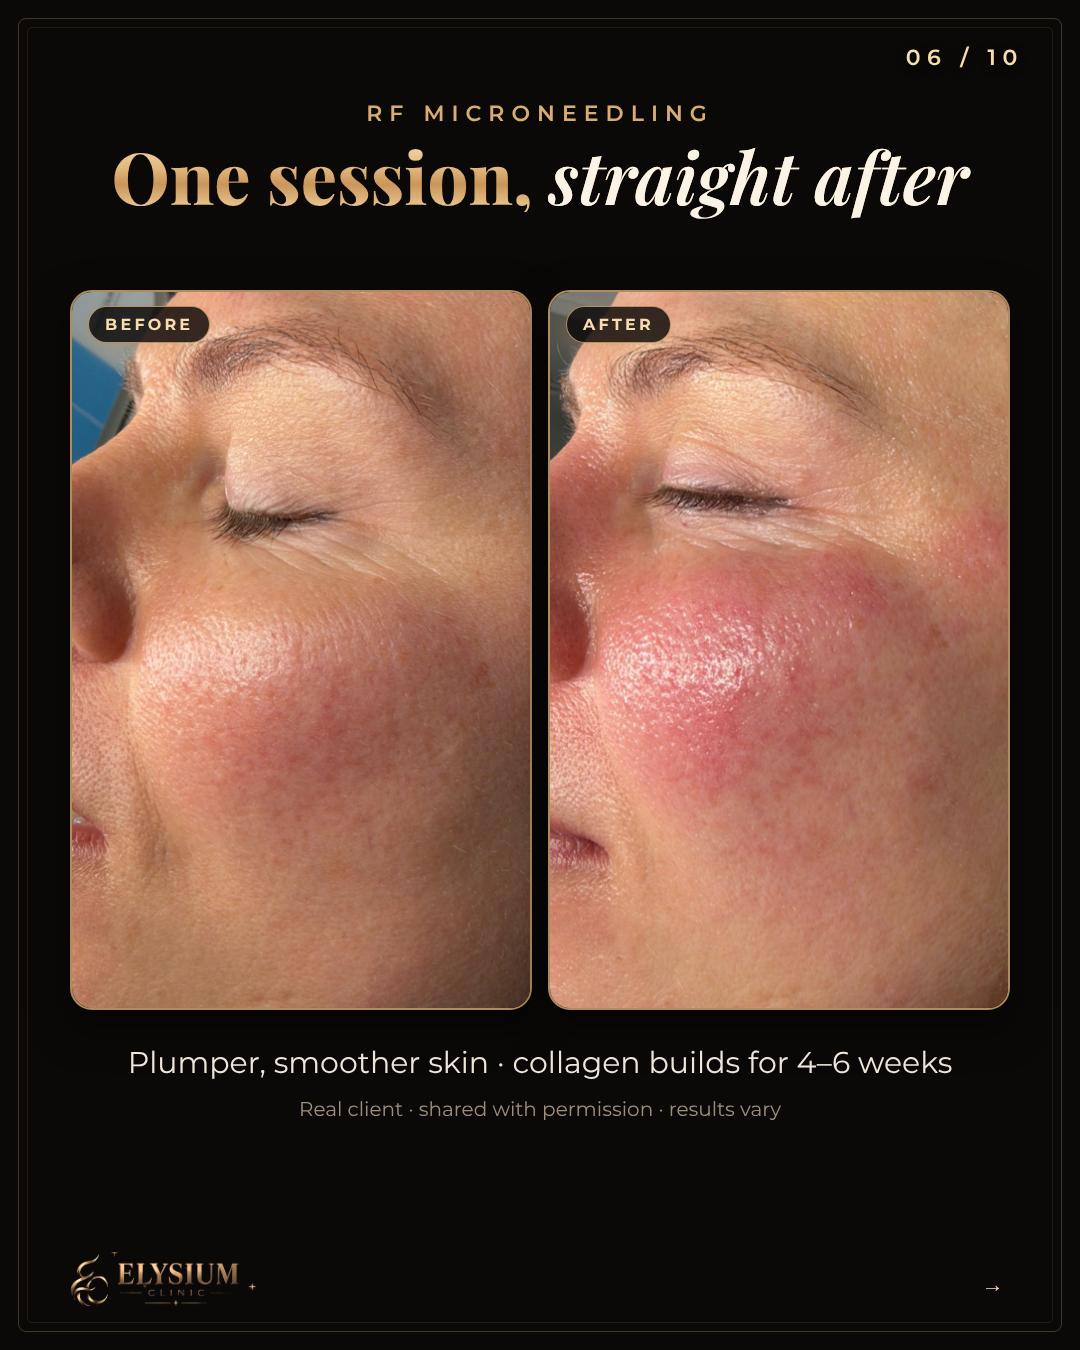 06 / 10
RF MICRONEEDLING
One session, straight after
BEFORE
AFTER
Plumper, smoother skin · collagen builds for 4–6 weeks
Real client · shared with permission · results vary
ELYSIUM
CLINIC
→